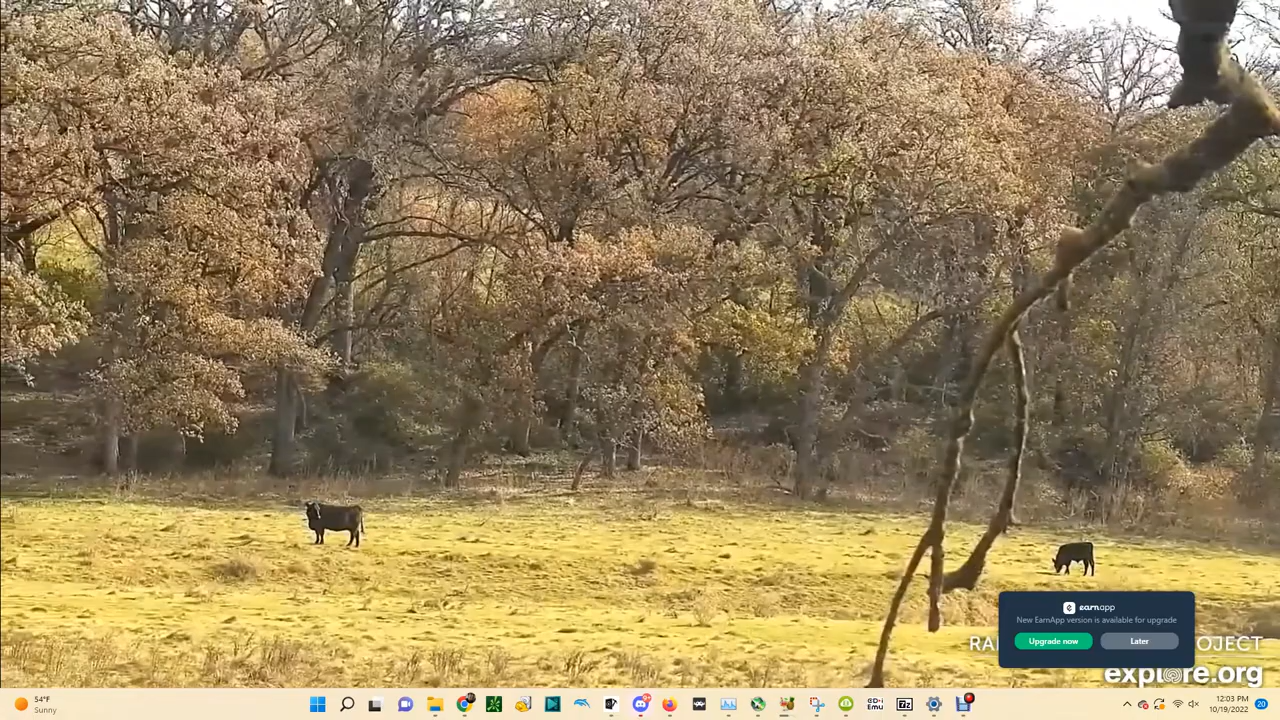 earnapp
New EarnApp version is available for upgrade
Upgrade now
Later
OJECT
explore.org
54°F
Sunny
12:03 PM
10/19/2022
20